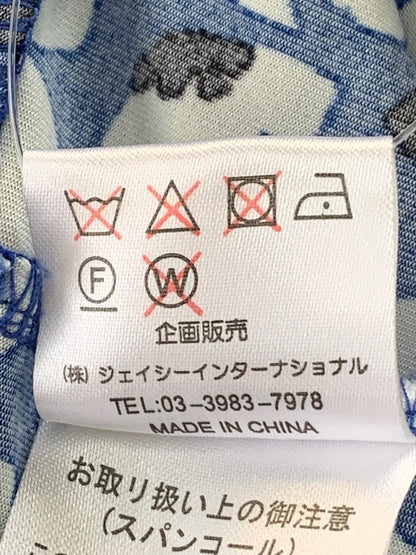 F W
企画販売
(株) ジェイシーインターナショナル
TEL:03-3983-7978
MADE IN CHINA
お取り扱い上の御注意
(スパンコール)